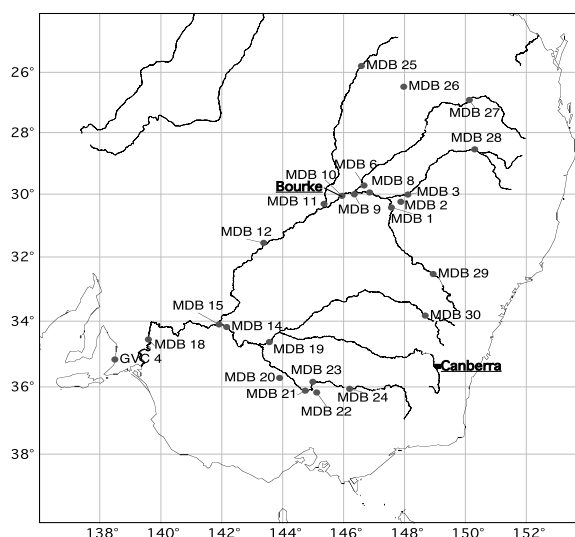 MDB 25
26°
MDB 26
MDB 27
28°
MDB 28
MDB 6
MDB 10
MDB 8
Bourke
MDB 3
30°
MDB 11
MDB 9
MDB 2
MDB 1
MDB 12
32°
MDB 29
MDB 15
MDB 30
34°
MDB 14
MDB 18
MDB 19
GVC 4
Canberra
MDB 23
36°
MDB 20
MDB 21
MDB 24
MDB 22
38°
138° 140° 142° 144° 146° 148° 150° 152°